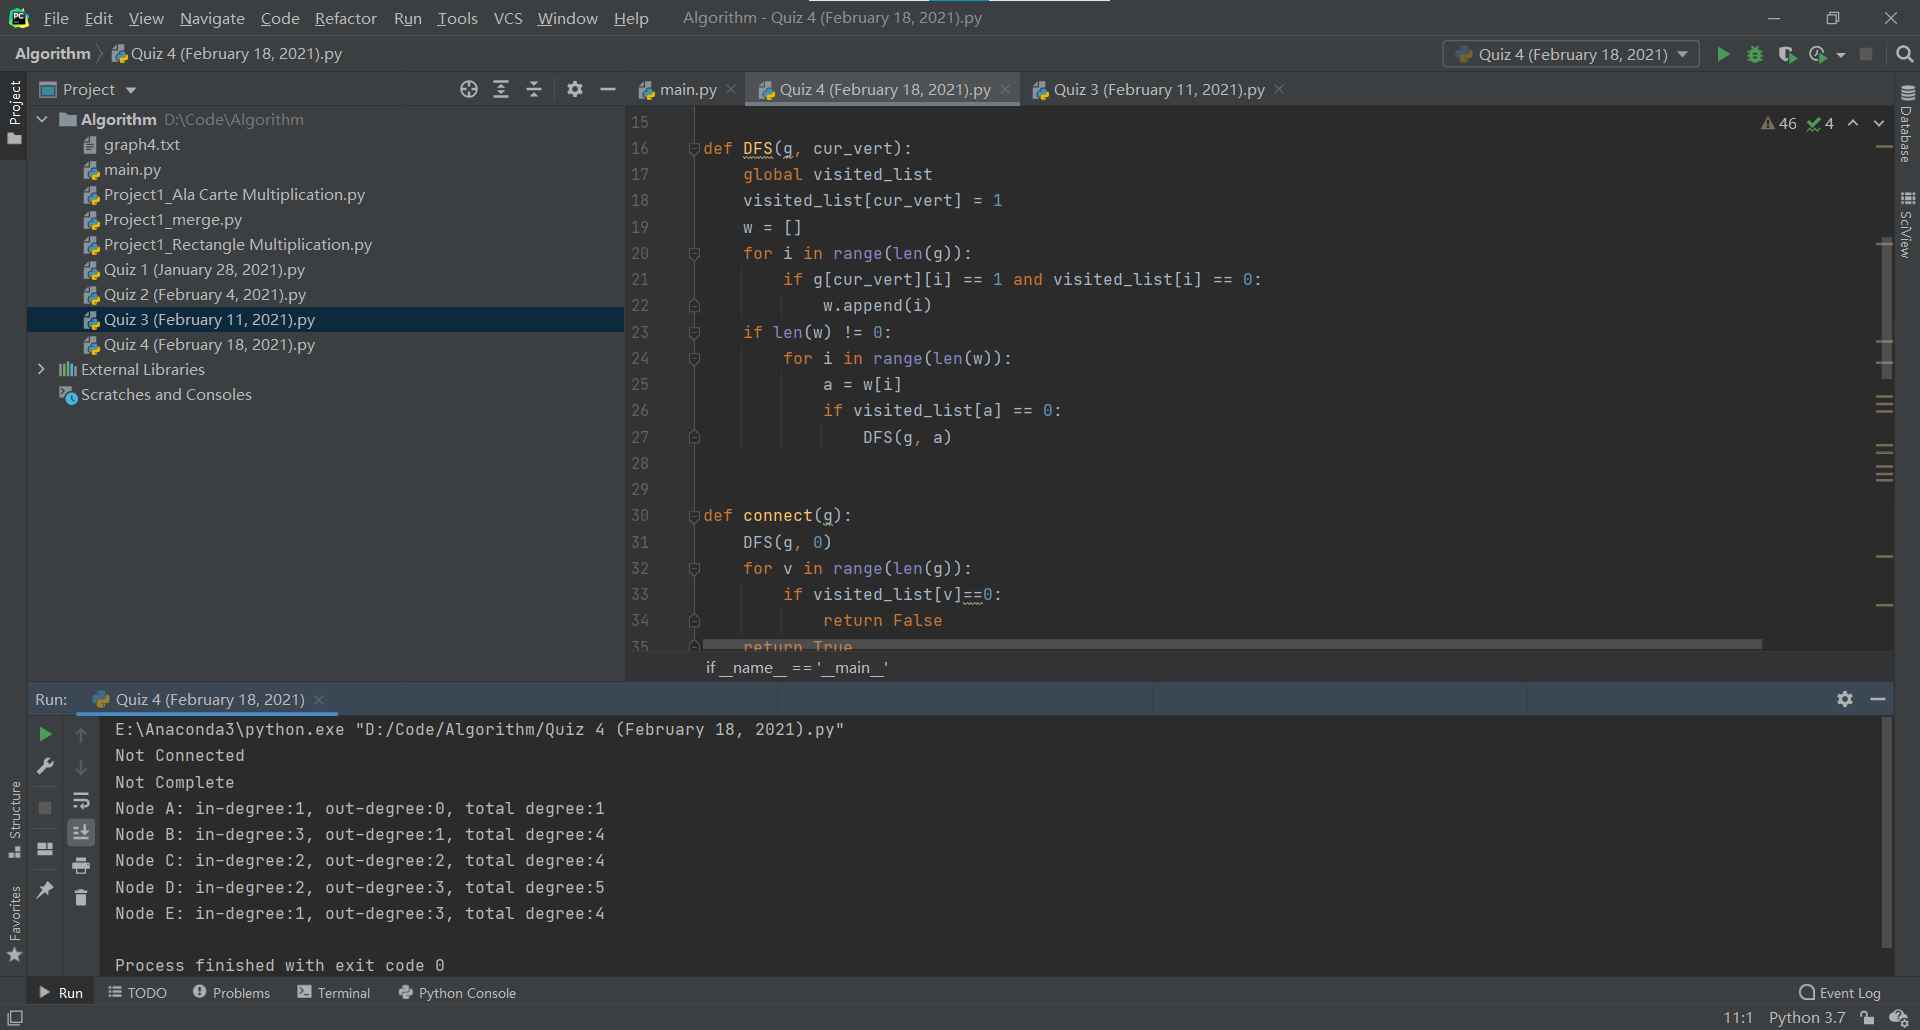 File Edit View Navigate Code Refactor Run Tools VCS Window Help Algorithm - Quiz 4 (February 18, 2021).py
Algorithm Quiz 4 (February 18, 2021).py Quiz 4 (February 18, 2021)
Project
Project
Algorithm D:\Code\Algorithm
graph4.txt
main.py
Project1_Ala Carte Multiplication.py
Project1_merge.py
Project1_Rectangle Multiplication.py
Quiz 1 (January 28, 2021).py
Quiz 2 (February 4, 2021).py
Quiz 3 (February 11, 2021).py
Quiz 4 (February 18, 2021).py
External Libraries
Scratches and Consoles
main.py Quiz 4 (February 18, 2021).py Quiz 3 (February 11, 2021).py
46 4
15
16 def DFS(g, cur_vert):
17 global visited_list
18 visited_list[cur_vert] = 1
19 w = []
20 for i in range(len(g)):
21 if g[cur_vert][i] == 1 and visited_list[i] == 0:
22 w.append(i)
23 if len(w) != 0:
24 for i in range(len(w)):
25 a = w[i]
26 if visited_list[a] == 0:
27 DFS(g, a)
28
29
30 def connect(g):
31 DFS(g, 0)
32 for v in range(len(g)):
33 if visited_list[v]==0:
34 return False
35 return True
if __name__ == '__main__'
Database
SciView
Run: Quiz 4 (February 18, 2021)
E:\Anaconda3\python.exe "D:/Code/Algorithm/Quiz 4 (February 18, 2021).py"
Not Connected
Not Complete
Node A: in-degree:1, out-degree:0, total degree:1
Node B: in-degree:3, out-degree:1, total degree:4
Node C: in-degree:2, out-degree:2, total degree:4
Node D: in-degree:2, out-degree:3, total degree:5
Node E: in-degree:1, out-degree:3, total degree:4
Process finished with exit code 0
Structure
Favorites
Run TODO Problems Terminal Python Console Event Log
11:1 Python 3.7